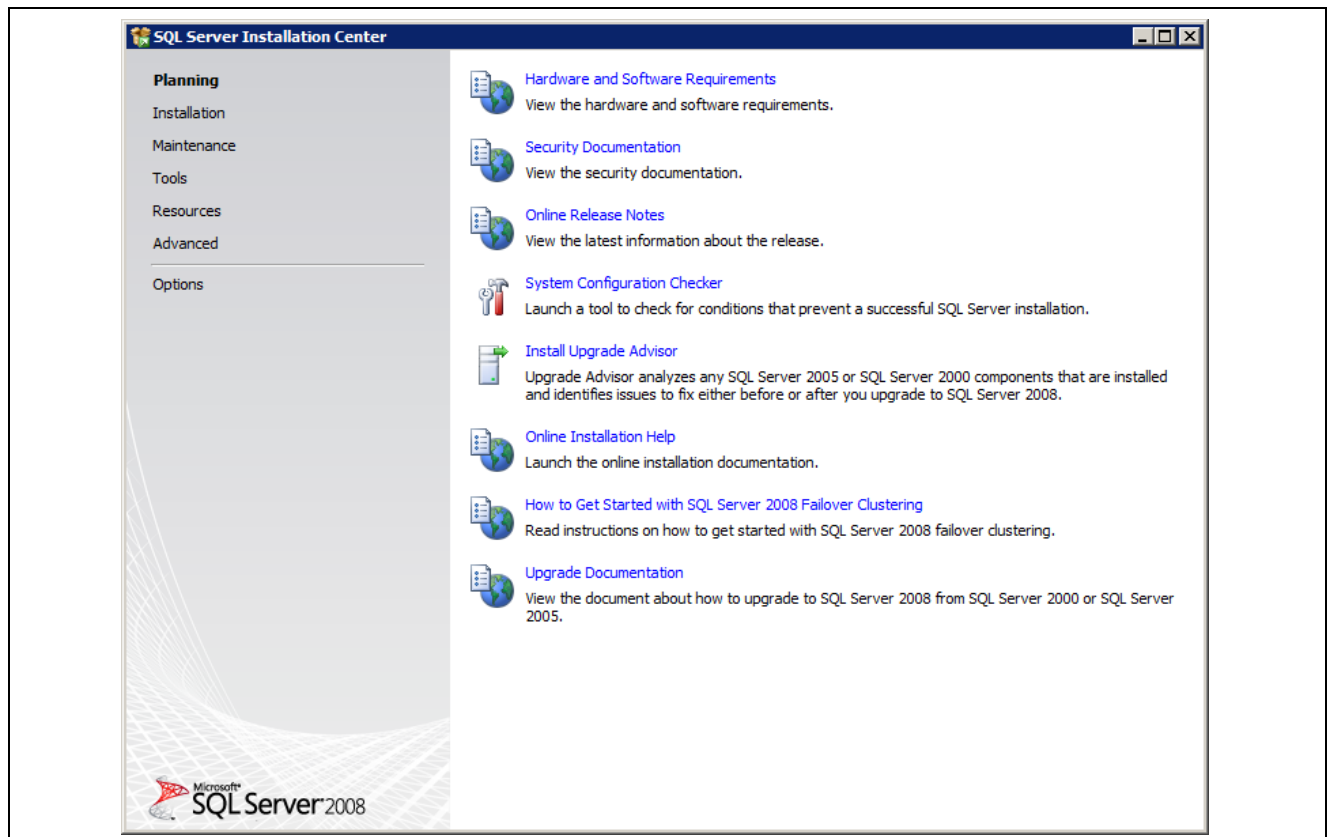 SQL Server Installation Center
Planning
Installation
Maintenance
Tools
Resources
Advanced
Options
Hardware and Software Requirements
View the hardware and software requirements.
Security Documentation
View the security documentation.
Online Release Notes
View the latest information about the release.
System Configuration Checker
Launch a tool to check for conditions that prevent a successful SQL Server installation.
Install Upgrade Advisor
Upgrade Advisor analyzes any SQL Server 2005 or SQL Server 2000 components that are installed
and identifies issues to fix either before or after you upgrade to SQL Server 2008.
Online Installation Help
Launch the online installation documentation.
How to Get Started with SQL Server 2008 Failover Clustering
Read instructions on how to get started with SQL Server 2008 failover clustering.
Upgrade Documentation
View the document about how to upgrade to SQL Server 2008 from SQL Server 2000 or SQL Server
2005.
Microsoft®
SQL Server®2008